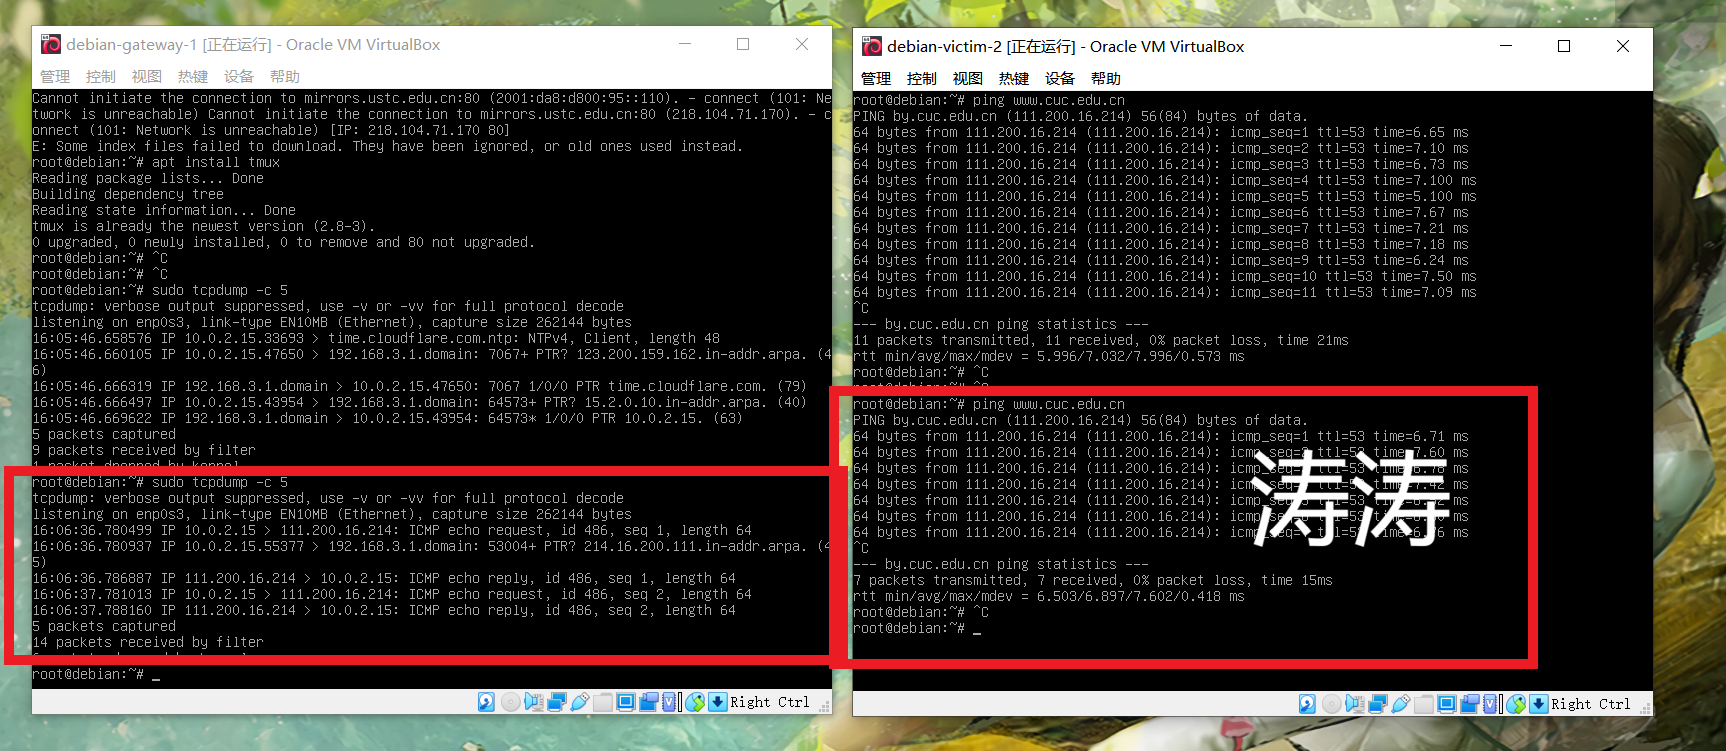 debian-gateway-1 [正在运行] - Oracle VM VirtualBox
管理 控制 视图 热键 设备 帮助
Cannot initiate the connection to mirrors.ustc.edu.cn:80 (2001:da8:d800:95::110). - connect (101: Ne
twork is unreachable) Cannot initiate the connection to mirrors.ustc.edu.cn:80 (218.104.71.170). - c
onnect (101: Network is unreachable) [IP: 218.104.71.170 80]
E: Some index files failed to download. They have been ignored, or old ones used instead.
root@debian:~# apt install tmux
Reading package lists... Done
Building dependency tree
Reading state information... Done
tmux is already the newest version (2.8-3).
0 upgraded, 0 newly installed, 0 to remove and 80 not upgraded.
root@debian:~# ^C
root@debian:~# ^C
root@debian:~# sudo tcpdump -c 5
tcpdump: verbose output suppressed, use -v or -vv for full protocol decode
listening on enp0s3, link-type EN10MB (Ethernet), capture size 262144 bytes
16:05:46.658576 IP 10.0.2.15.33693 > time.cloudflare.com.ntp: NTPv4, Client, length 48
16:05:46.660105 IP 10.0.2.15.47650 > 192.168.3.1.domain: 7067+ PTR? 123.200.159.162.in-addr.arpa. (4
6)
16:05:46.666319 IP 192.168.3.1.domain > 10.0.2.15.47650: 7067 1/0/0 PTR time.cloudflare.com. (79)
16:05:46.666497 IP 10.0.2.15.43954 > 192.168.3.1.domain: 64573+ PTR? 15.2.0.10.in-addr.arpa. (40)
16:05:46.669622 IP 192.168.3.1.domain > 10.0.2.15.43954: 64573* 1/0/0 PTR 10.0.2.15. (63)
5 packets captured
9 packets received by filter
1 packet dropped by kernel
root@debian:~# sudo tcpdump -c 5
tcpdump: verbose output suppressed, use -v or -vv for full protocol decode
listening on enp0s3, link-type EN10MB (Ethernet), capture size 262144 bytes
16:06:36.780499 IP 10.0.2.15 > 111.200.16.214: ICMP echo request, id 486, seq 1, length 64
16:06:36.780937 IP 10.0.2.15.55377 > 192.168.3.1.domain: 53004+ PTR? 214.16.200.111.in-addr.arpa. (4
5)
16:06:36.786887 IP 111.200.16.214 > 10.0.2.15: ICMP echo reply, id 486, seq 1, length 64
16:06:37.781013 IP 10.0.2.15 > 111.200.16.214: ICMP echo request, id 486, seq 2, length 64
16:06:37.788160 IP 111.200.16.214 > 10.0.2.15: ICMP echo reply, id 486, seq 2, length 64
5 packets captured
14 packets received by filter
root@debian:~# _
Right Ctrl
debian-victim-2 [正在运行] - Oracle VM VirtualBox
管理 控制 视图 热键 设备 帮助
root@debian:~# ping www.cuc.edu.cn
PING by.cuc.edu.cn (111.200.16.214) 56(84) bytes of data.
64 bytes from 111.200.16.214 (111.200.16.214): icmp_seq=1 ttl=53 time=6.65 ms
64 bytes from 111.200.16.214 (111.200.16.214): icmp_seq=2 ttl=53 time=7.10 ms
64 bytes from 111.200.16.214 (111.200.16.214): icmp_seq=3 ttl=53 time=6.73 ms
64 bytes from 111.200.16.214 (111.200.16.214): icmp_seq=4 ttl=53 time=7.100 ms
64 bytes from 111.200.16.214 (111.200.16.214): icmp_seq=5 ttl=53 time=5.100 ms
64 bytes from 111.200.16.214 (111.200.16.214): icmp_seq=6 ttl=53 time=7.67 ms
64 bytes from 111.200.16.214 (111.200.16.214): icmp_seq=7 ttl=53 time=7.21 ms
64 bytes from 111.200.16.214 (111.200.16.214): icmp_seq=8 ttl=53 time=7.18 ms
64 bytes from 111.200.16.214 (111.200.16.214): icmp_seq=9 ttl=53 time=6.24 ms
64 bytes from 111.200.16.214 (111.200.16.214): icmp_seq=10 ttl=53 time=7.50 ms
64 bytes from 111.200.16.214 (111.200.16.214): icmp_seq=11 ttl=53 time=7.09 ms
^C
--- by.cuc.edu.cn ping statistics ---
11 packets transmitted, 11 received, 0% packet loss, time 21ms
rtt min/avg/max/mdev = 5.996/7.032/7.996/0.573 ms
root@debian:~# ^C
root@debian:~# ^C
root@debian:~# ping www.cuc.edu.cn
PING by.cuc.edu.cn (111.200.16.214) 56(84) bytes of data.
64 bytes from 111.200.16.214 (111.200.16.214): icmp_seq=1 ttl=53 time=6.71 ms
64 bytes from 111.200.16.214 (111.200.16.214): ttl=53 time=7.60 ms
64 bytes from 111.200.16.214 (111.200.16.214):
64 bytes from 111.200.16.214 (111.200.16.214):
64 bytes from 111.200.16.214 (111.200.16.214):
64 bytes from 111.200.16.214 (111.200.16.214):
64 bytes from 111.200.16.214 (111.200.16.214):
涛涛
^C
--- by.cuc.edu.cn ping statistics ---
7 packets transmitted, 7 received, 0% packet loss, time 15ms
rtt min/avg/max/mdev = 6.503/6.897/7.602/0.418 ms
root@debian:~# ^C
root@debian:~# _
Right Ctrl